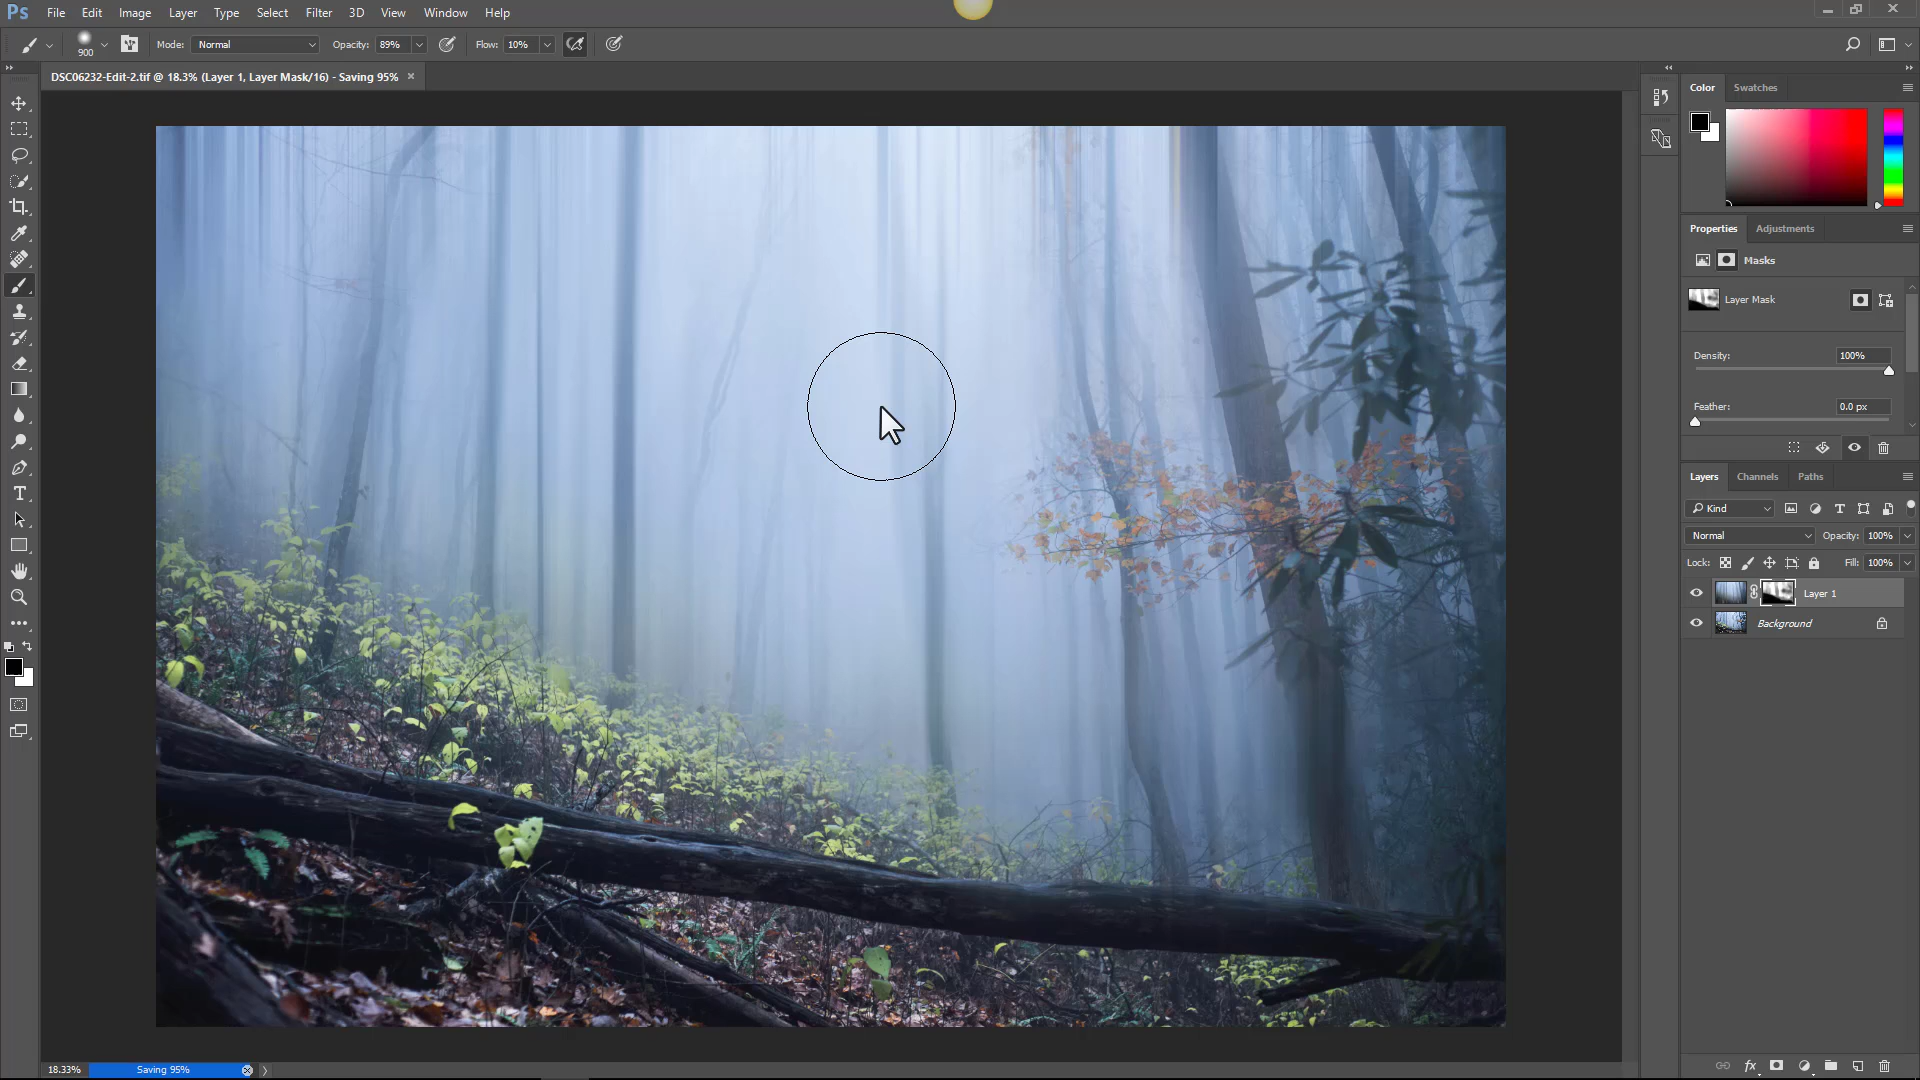 Ps File Edit Image Layer Type Select Filter 3D View Window Help
900 Mode: Normal Opacity: 89% Flow: 10%
DSC06232-Edit-2.tif @ 18.3% (Layer 1, Layer Mask/16) - Saving 95% ×
Color Swatches
Properties Adjustments
Masks
Layer Mask
Density: 100%
Feather: 0.0 px
Layers Channels Paths
Kind
Normal Opacity: 100%
Lock: Fill: 100%
Layer 1
Background
fx
18.33% Saving 95%